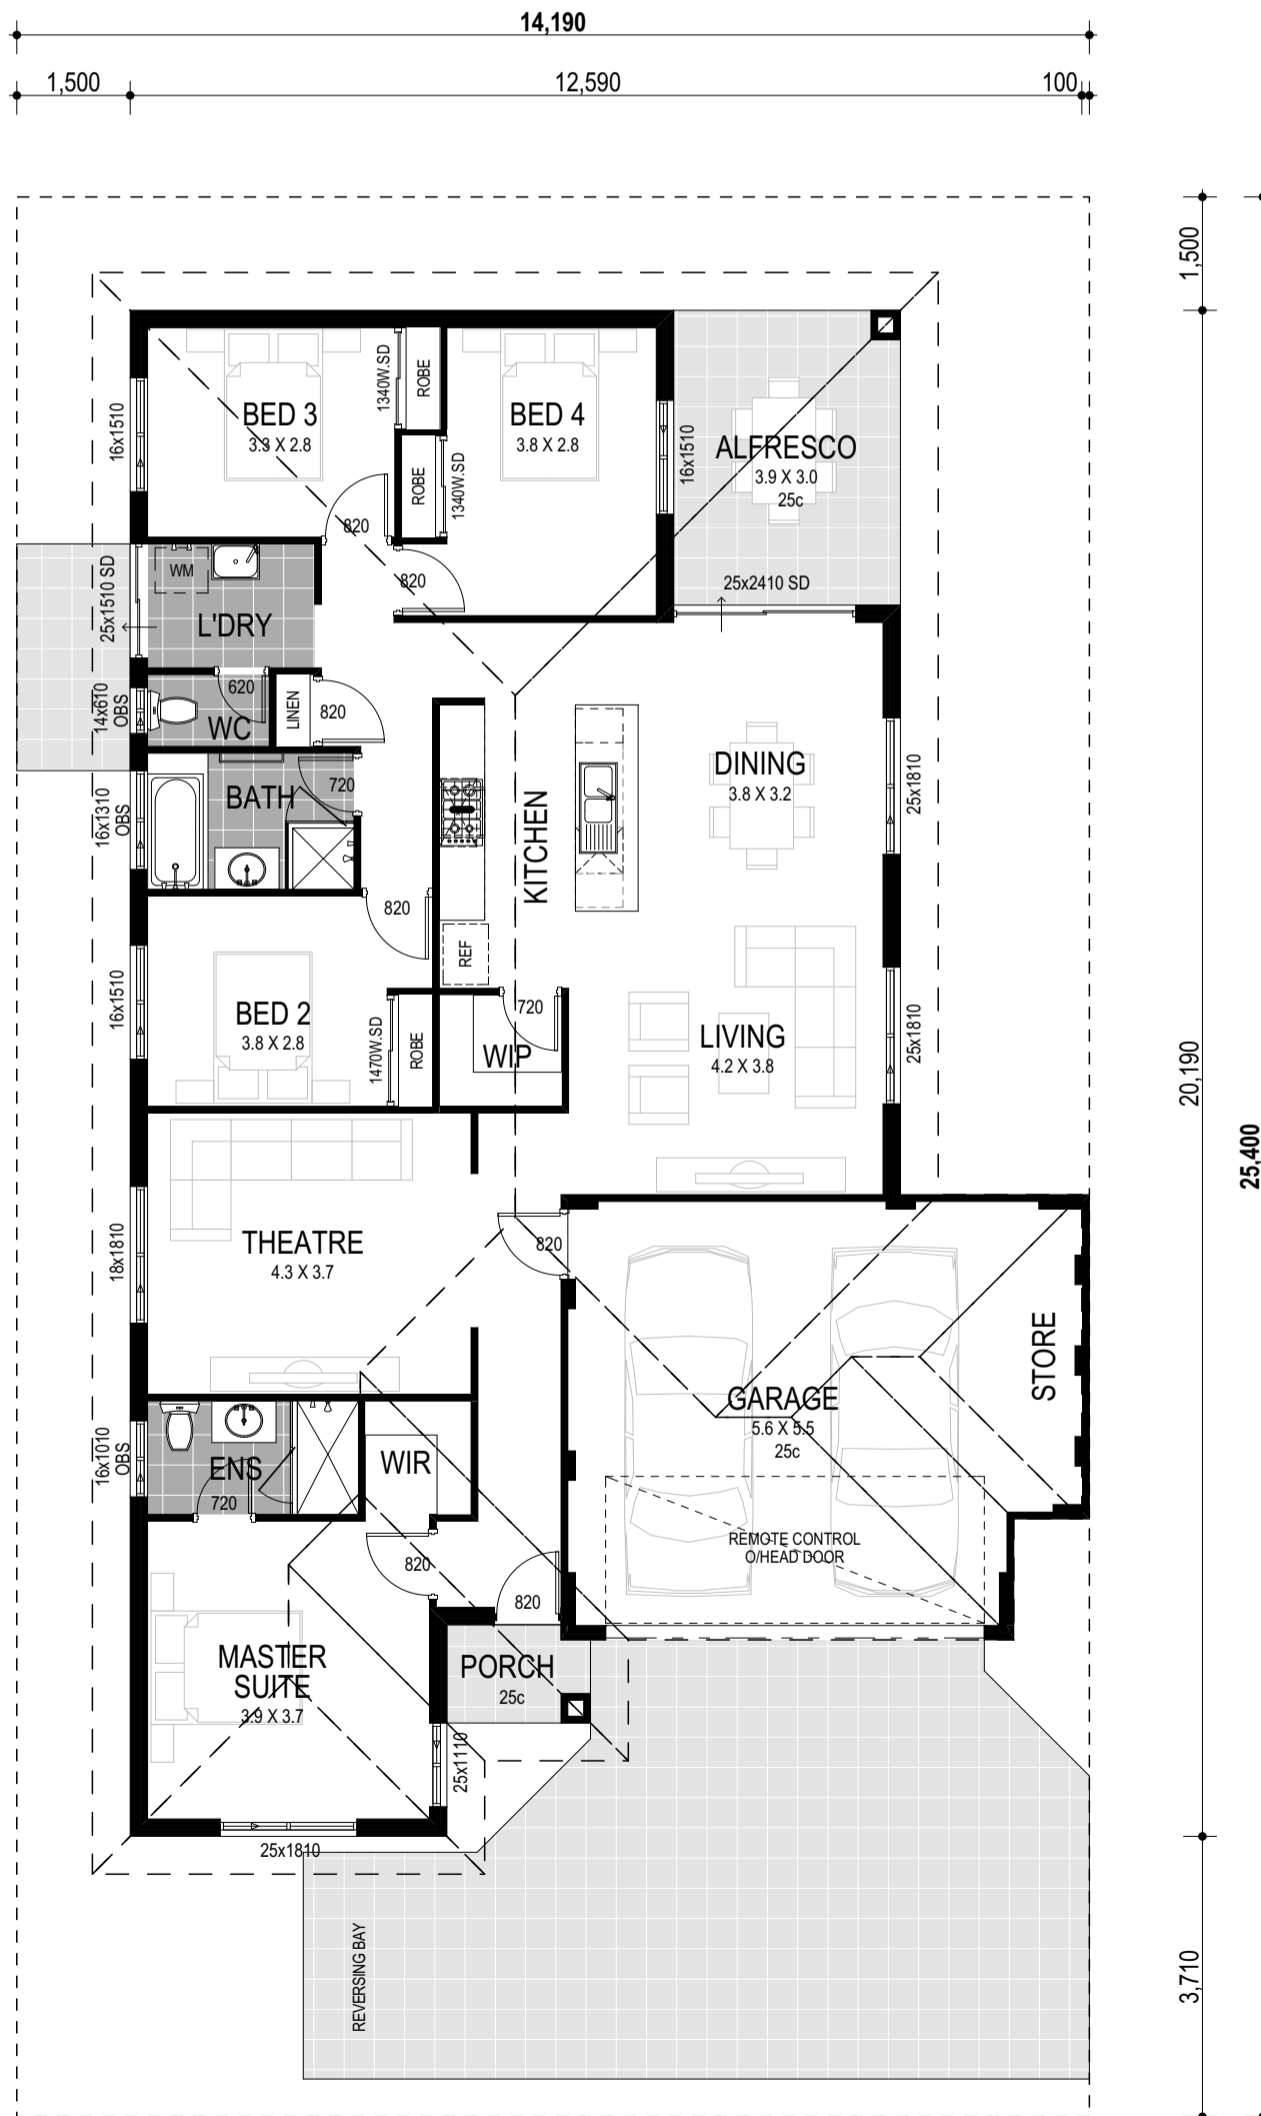 14,190
1,500
12,590
100
1,500
20,190
25,400
3,710
BED 3
3.3 X 2.8
1340W.SD
ROBE
BED 4
3.8 X 2.8
16x1510
16x1510
ALFRESCO
3.9 X 3.0
25c
ROBE
1340W.SD
820
820
25x2410 SD
WM
25x1510 SD
L'DRY
620
14x610
OBS
WC
LINEN
820
BATH
720
16x1310
OBS
KITCHEN
DINING
3.8 X 3.2
25x1810
820
REF
16x1510
BED 2
3.8 X 2.8
1470W.SD
ROBE
720
WIP
LIVING
4.2 X 3.8
25x1810
THEATRE
4.3 X 3.7
18x1810
820
STORE
GARAGE
5.6 X 5.5
25c
16x1010
OBS
ENS
720
WIR
REMOTE CONTROL
O/HEAD DOOR
820
820
MASTER
SUITE
3.9 X 3.7
PORCH
25c
25x1110
25x1810
REVERSING BAY